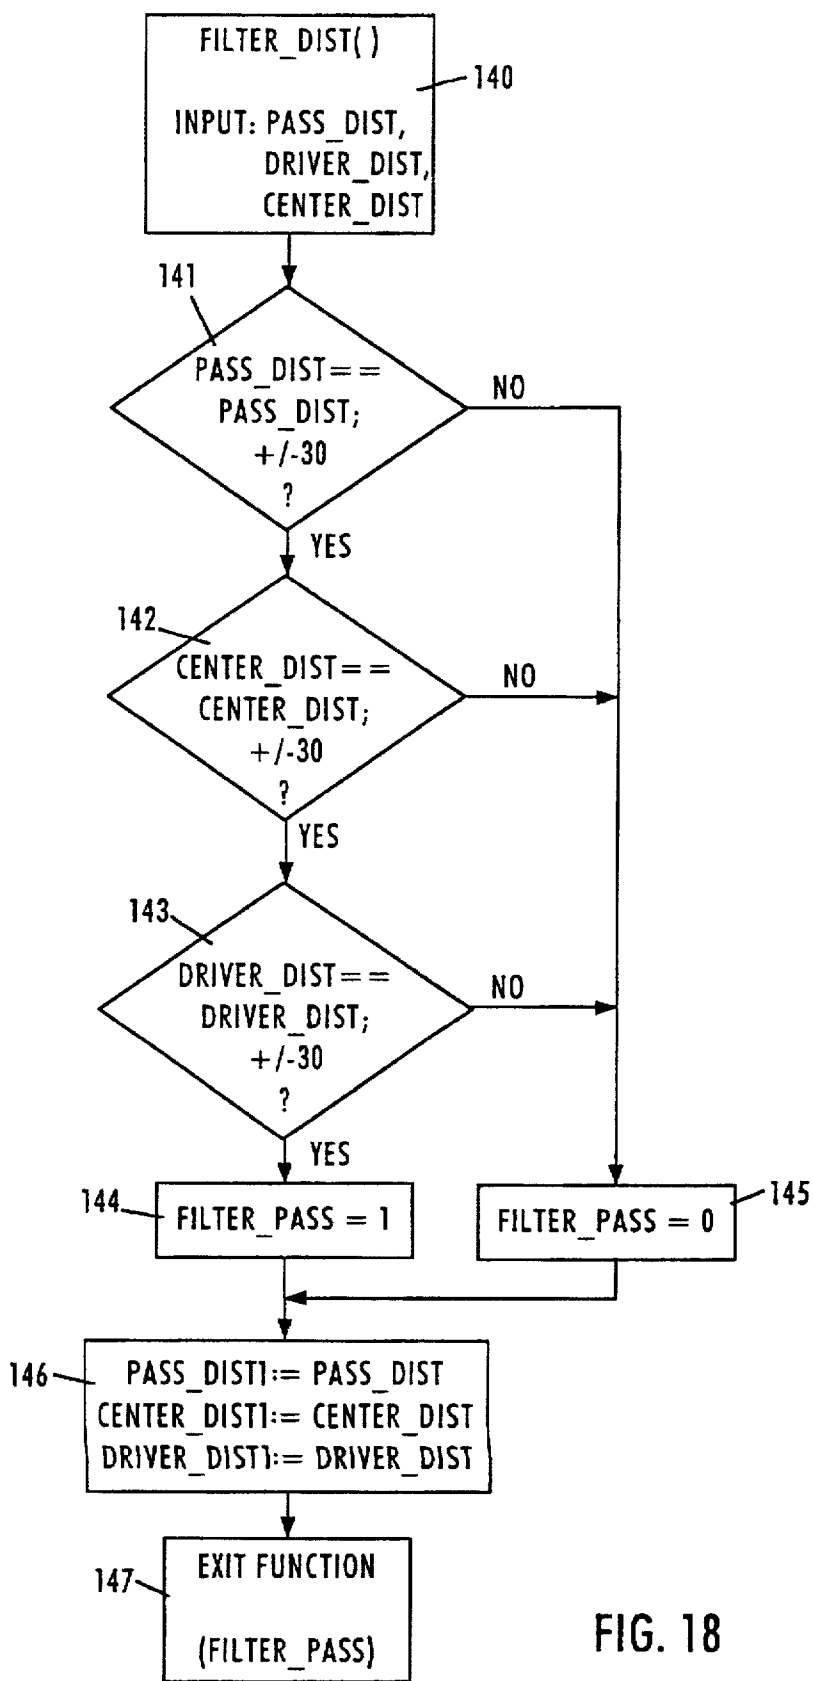 FILTER_DIST()
140
INPUT: PASS_DIST,
DRIVER_DIST,
CENTER_DIST
141
PASS_DIST==
PASS_DIST;
+/-30
?
NO
YES
142
CENTER_DIST==
CENTER_DIST;
+/-30
?
NO
YES
143
DRIVER_DIST==
DRIVER_DIST;
+/-30
?
NO
YES
144
FILTER_PASS = 1
145
FILTER_PASS = 0
146
PASS_DIST1:= PASS_DIST
CENTER_DIST1:= CENTER_DIST
DRIVER_DIST1:= DRIVER_DIST
147
EXIT FUNCTION
(FILTER_PASS)
FIG. 18